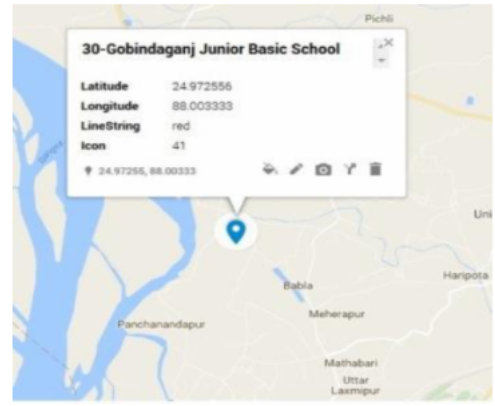 Pichli
30-Gobindaganj Junior Basic School
Latitude 24.972556
Longitude 88.003333
LineString red
Icon 41
24.97255, 88.00333
Uni
Haripota
Babla
Meherapur
Panchanandapur
Mathabari
Uttar
Laxmipur